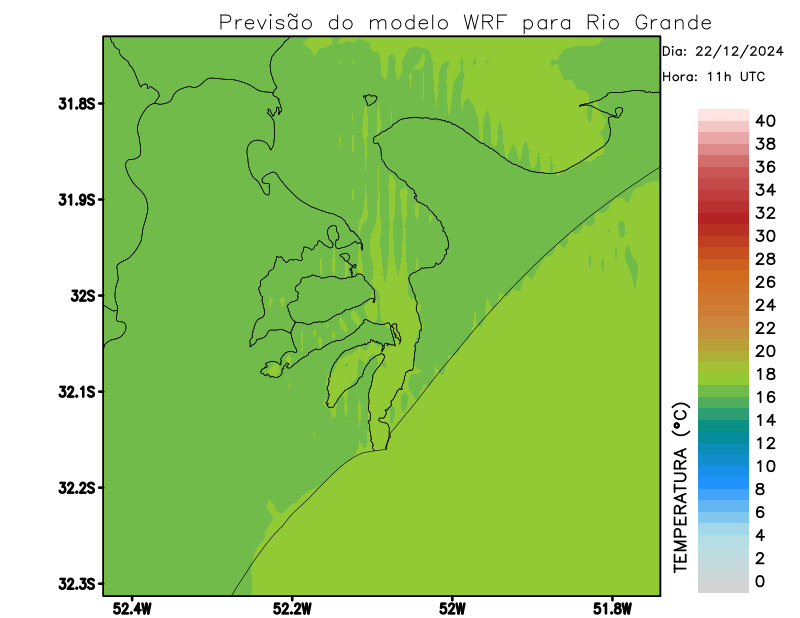 Previsão do modelo WRF para Rio Grande
Dia: 22/12/2024
Hora: 11h UTC
31.8S
31.9S
32S
32.1S
32.2S
32.3S
52.4W
52.2W
52W
51.8W
TEMPERATURA (°C)
40
38
36
34
32
30
28
26
24
22
20
18
16
14
12
10
8
6
4
2
0